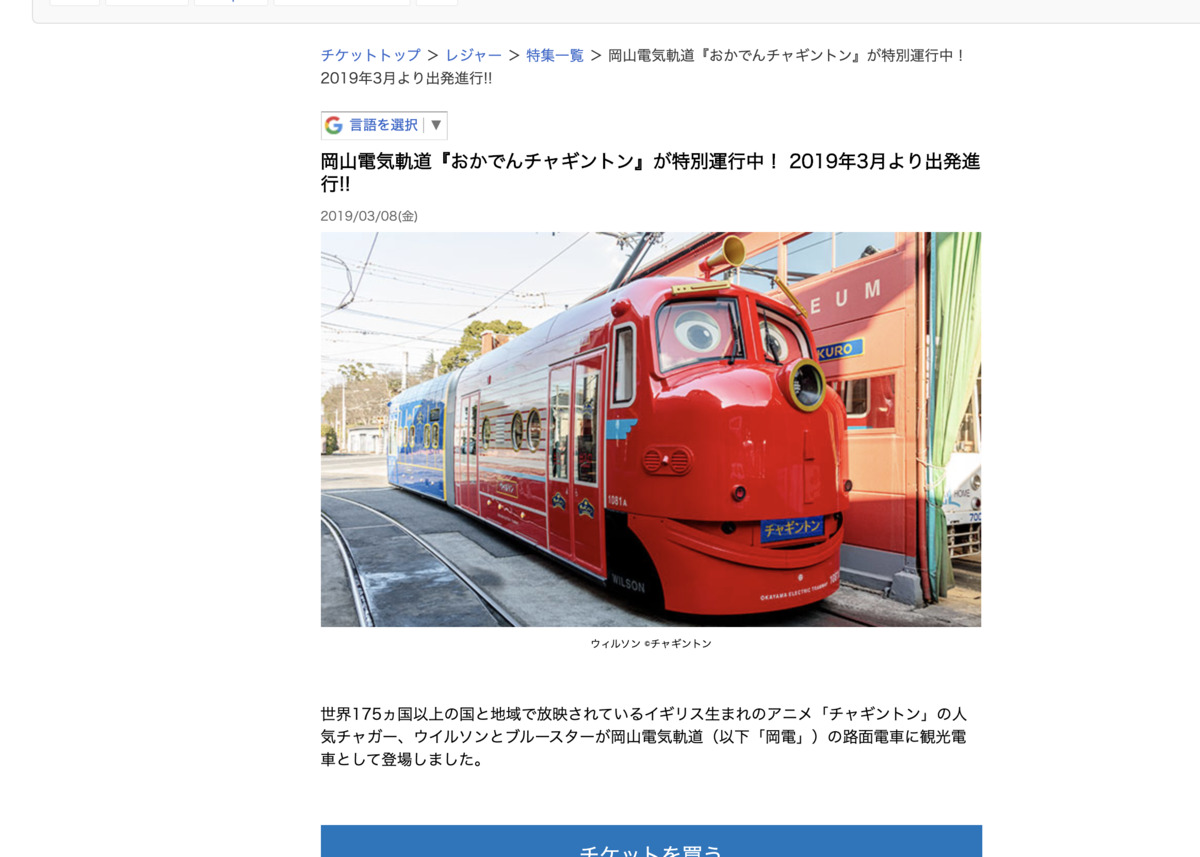 チケットトップ > レジャー > 特集一覧 > 岡山電気軌道『おかでんチャギントン』が特別運行中！
2019年3月より出発進行!!
言語を選択 ▼
岡山電気軌道『おかでんチャギントン』が特別運行中！ 2019年3月より出発進
行!!
2019/03/08(金)
EUM
KURO
1081A
チャギントン
WILSON
OKAYAMA ELECTRIC TRAMWAY 1081
HOME
700
ウィルソン ©チャギントン
世界175ヵ国以上の国と地域で放映されているイギリス生まれのアニメ「チャギントン」の人
気チャガー、ウイルソンとブルースターが岡山電気軌道（以下「岡電」）の路面電車に観光電
車として登場しました。
チケットを買う